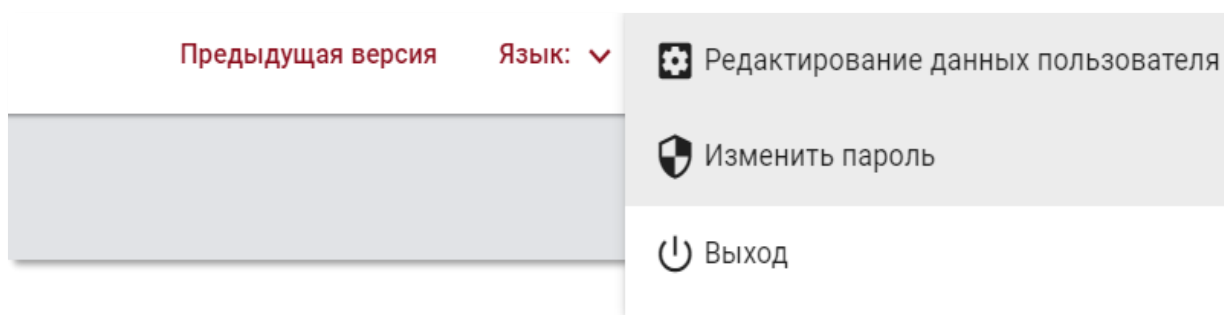 Предыдущая версия
Язык:
Редактирование данных пользователя
Изменить пароль
Выход